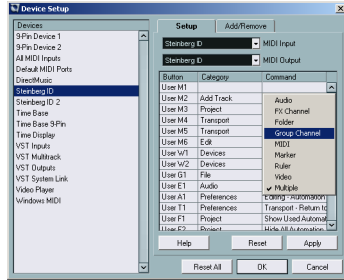 Device Setup
Devices
9-Pin Device 1
9-Pin Device 2
All MIDI Inputs
Default MIDI Ports
DirectMusic
Steinberg ID
Steinberg ID 2
Time Base
Time Base 9-Pin
Time Display
VST Inputs
VST Multitrack
VST Outputs
VST System Link
Video Player
Windows MIDI
Setup Add/Remove
Steinberg ID MIDI Input
Steinberg ID MIDI Output
Button Category Command
User M1
User M2 Add Track
User M3 Project
User M4 Transport
User M5 Transport
User M6 Edit
User W1 Devices
User W2 Devices
User G1 File
User E1 Audio
User A1 Preferences Editing - Automation
User T1 Preferences Transport - Return to
User F1 Project Show Used Automat
User F2 Project Hide All Automation
Audio
FX Channel
Folder
Group Channel
MIDI
Marker
Ruler
Video
✓ Multiple
Help Reset Apply
Reset All OK Cancel